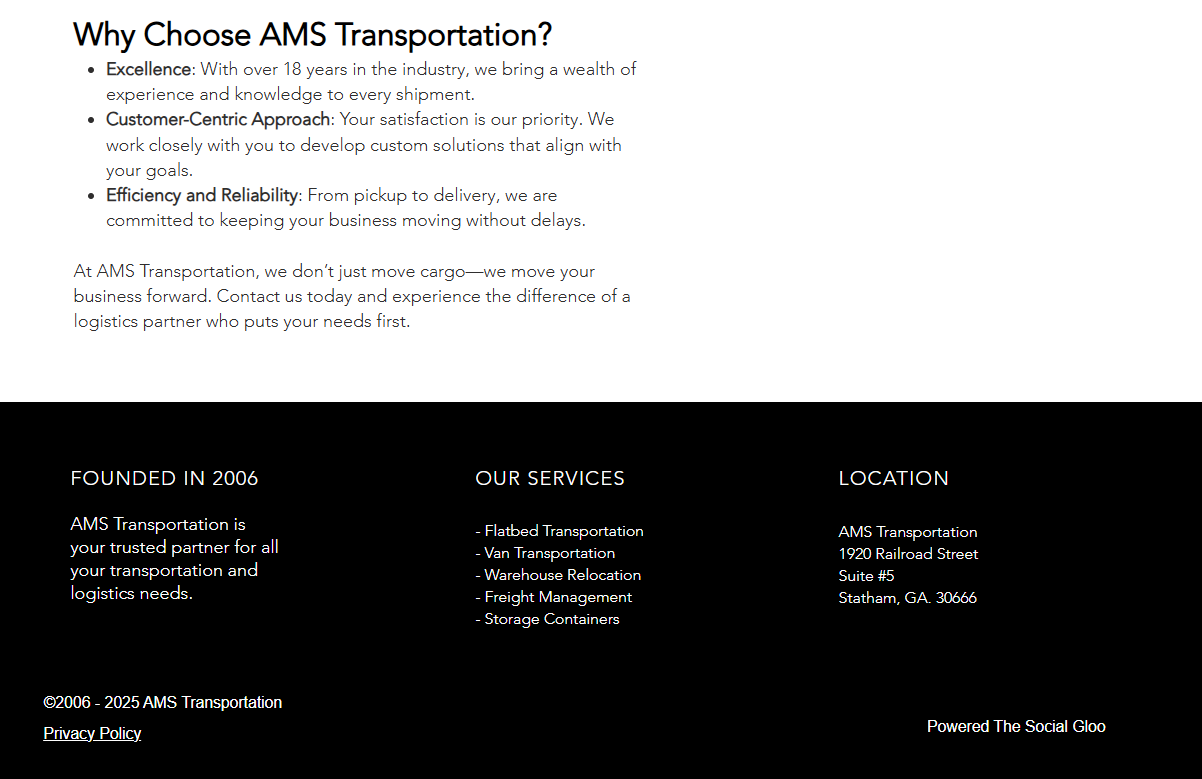 Why Choose AMS Transportation?
• Excellence: With over 18 years in the industry, we bring a wealth of
experience and knowledge to every shipment.
• Customer-Centric Approach: Your satisfaction is our priority. We
work closely with you to develop custom solutions that align with
your goals.
• Efficiency and Reliability: From pickup to delivery, we are
committed to keeping your business moving without delays.
At AMS Transportation, we don’t just move cargo—we move your
business forward. Contact us today and experience the difference of a
logistics partner who puts your needs first.
FOUNDED IN 2006
AMS Transportation is
your trusted partner for all
your transportation and
logistics needs.
OUR SERVICES
- Flatbed Transportation
- Van Transportation
- Warehouse Relocation
- Freight Management
- Storage Containers
LOCATION
AMS Transportation
1920 Railroad Street
Suite #5
Statham, GA. 30666
©2006 - 2025 AMS Transportation
Privacy Policy
Powered The Social Gloo